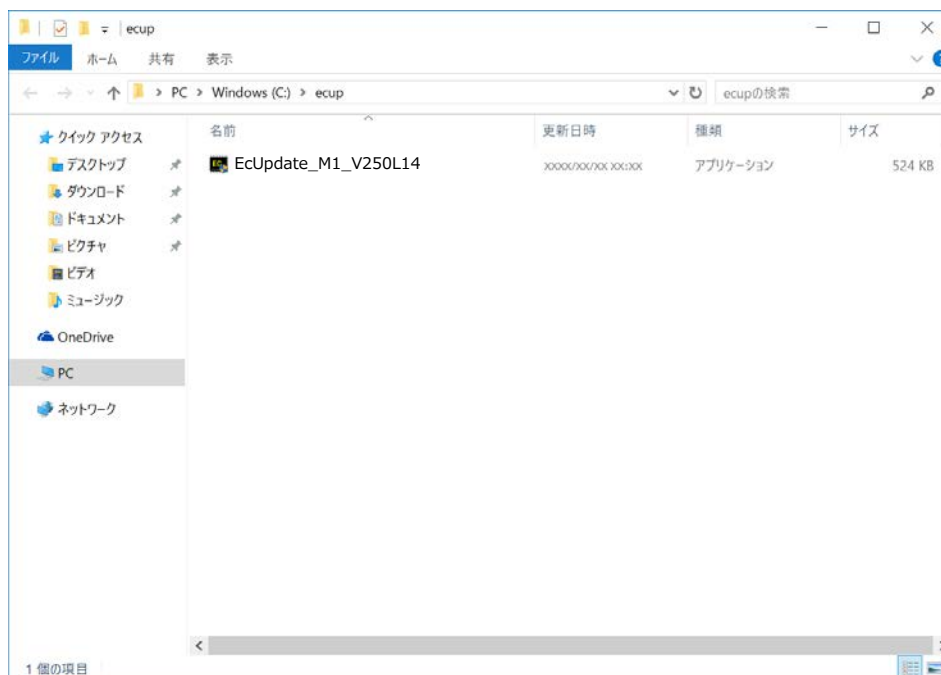 ecup
ファイル ホーム 共有 表示
PC > Windows (C:) > ecup
ecupの検索
名前 更新日時 種類 サイズ
クイック アクセス
デスクトップ
ダウンロード
ドキュメント
ピクチャ
ビデオ
ミュージック
OneDrive
PC
ネットワーク
EcUpdate_M1_V250L14 xxxx/xx/xx xx:xx アプリケーション 524 KB
1 個の項目